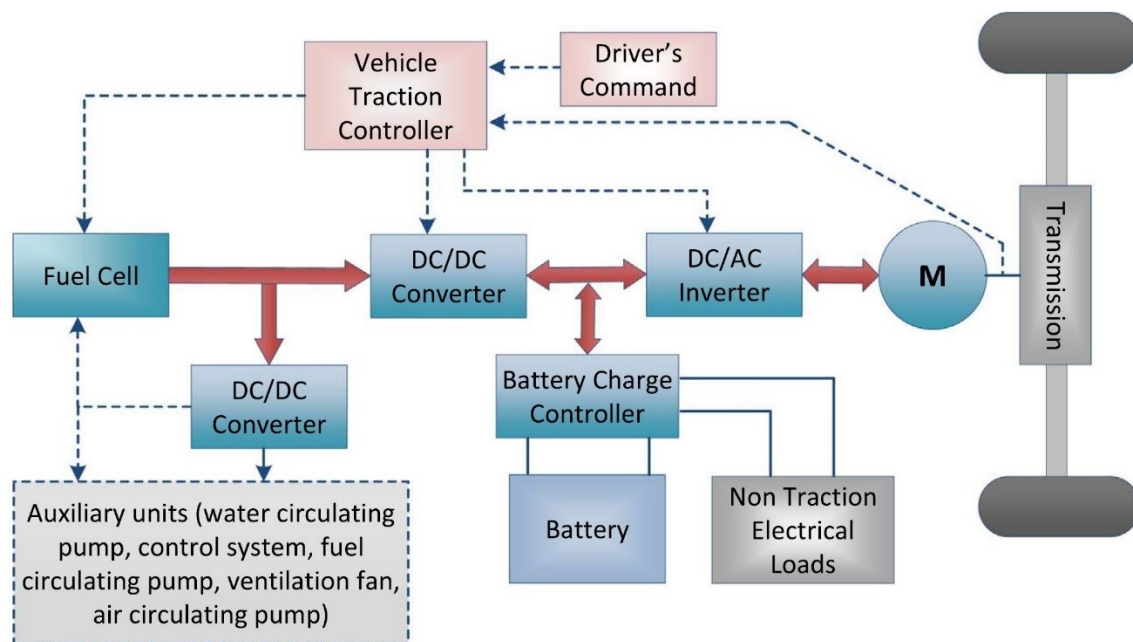 Vehicle
Traction
Controller
Driver's
Command
Fuel Cell
DC/DC
Converter
DC/AC
Inverter
M
Transmission
DC/DC
Converter
Battery Charge
Controller
Auxiliary units (water circulating
pump, control system, fuel
circulating pump, ventilation fan,
air circulating pump)
Battery
Non Traction
Electrical
Loads